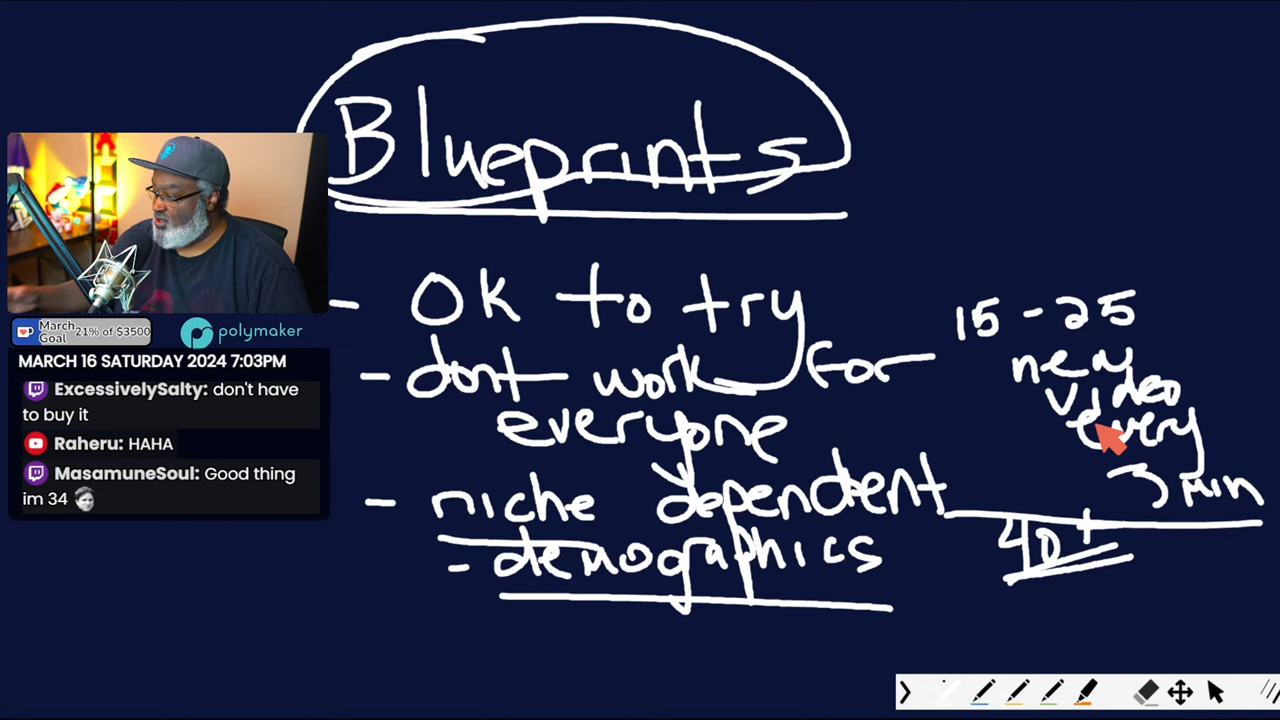 Blueprints
- OK to try
- dont work for
everyone
- niche dependent
- demographics
15-25
new
video
every
3 min
40+
March
Goal
21% of $3500
polymaker
MARCH 16 SATURDAY 2024 7:03PM
ExcessivelySalty: don't have
to buy it
Raheru: HAHA
MasamuneSoul: Good thing
im 34